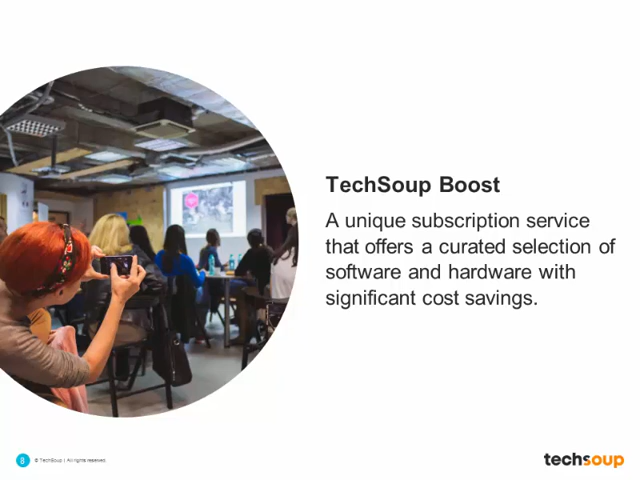 TechSoup Boost
A unique subscription service
that offers a curated selection of
software and hardware with
significant cost savings.
8
© TechSoup | All rights reserved
techsoup